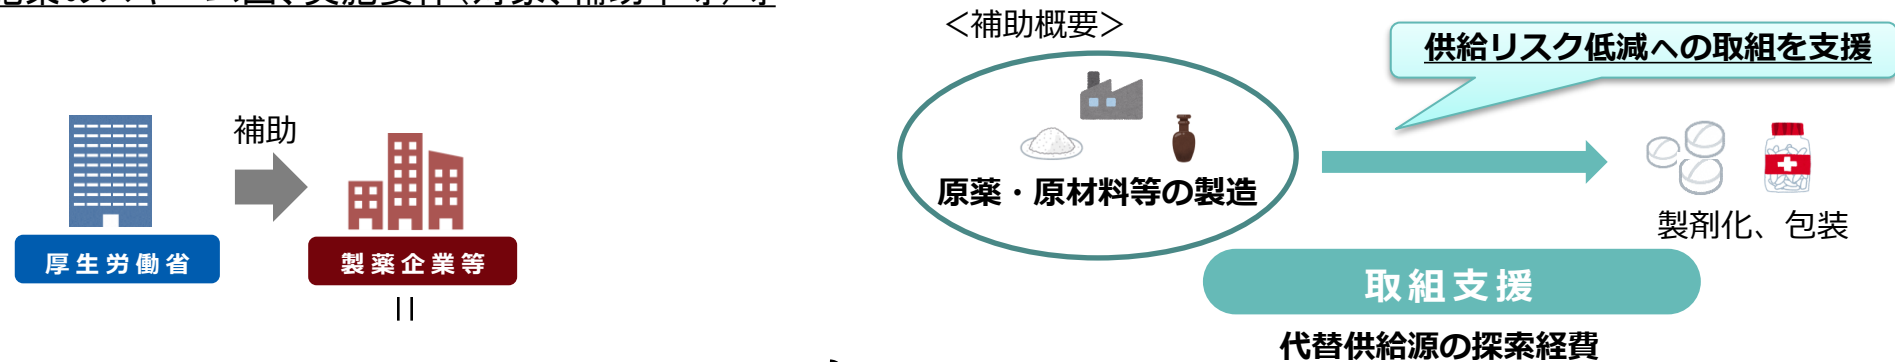 補助
厚生労働省
製薬企業等
||
＜補助概要＞
供給リスク低減への取組を支援
原薬・原材料等の製造
製剤化、包装
取組支援
代替供給源の探索経費